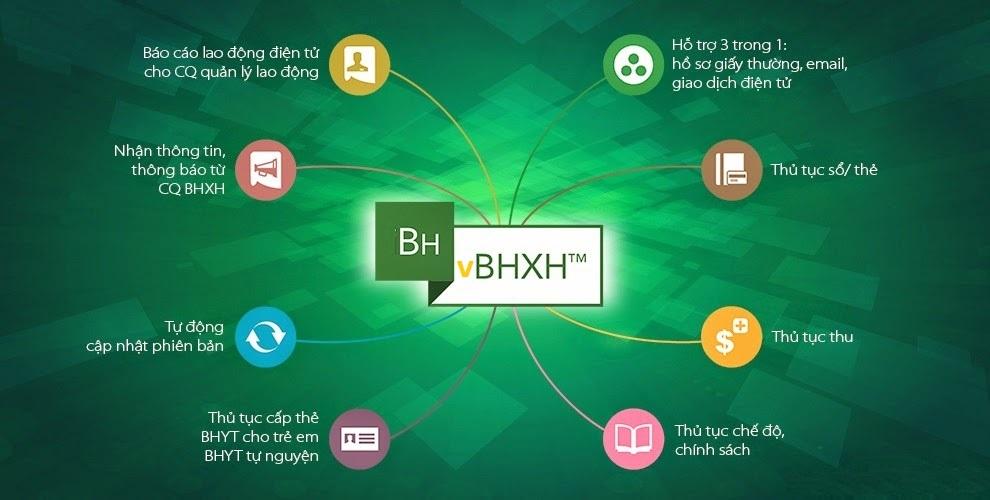 Báo cáo lao động điện tử
cho CQ quản lý lao động
Hỗ trợ 3 trong 1:
hồ sơ giấy thường, email,
giao dịch điện tử
Nhận thông tin,
thông báo từ
CQ BHXH
Thủ tục sổ/ thẻ
BH
vBHXH™
Tự động
cập nhật phiên bản
Thủ tục thu
Thủ tục cấp thẻ
BHYT cho trẻ em
BHYT tự nguyện
Thủ tục chế độ,
chính sách